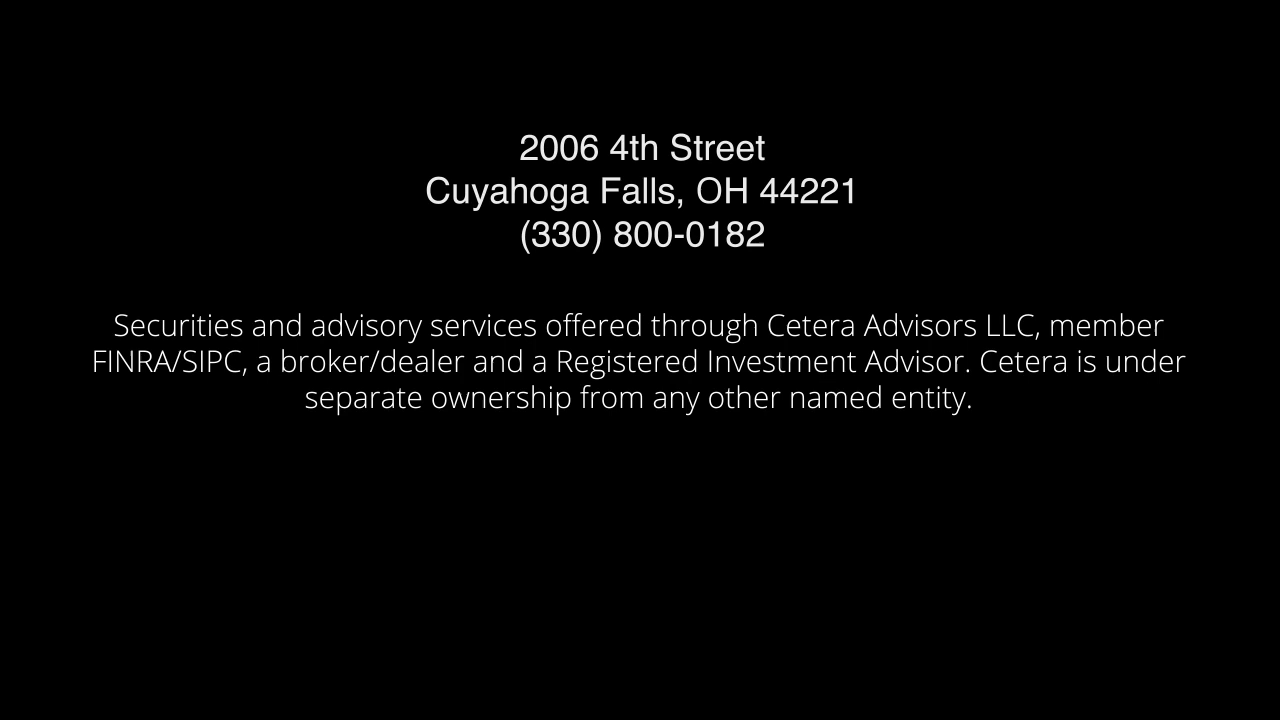 2006 4th Street
Cuyahoga Falls, OH 44221
(330) 800-0182
Securities and advisory services offered through Cetera Advisors LLC, member
FINRA/SIPC, a broker/dealer and a Registered Investment Advisor. Cetera is under
separate ownership from any other named entity.